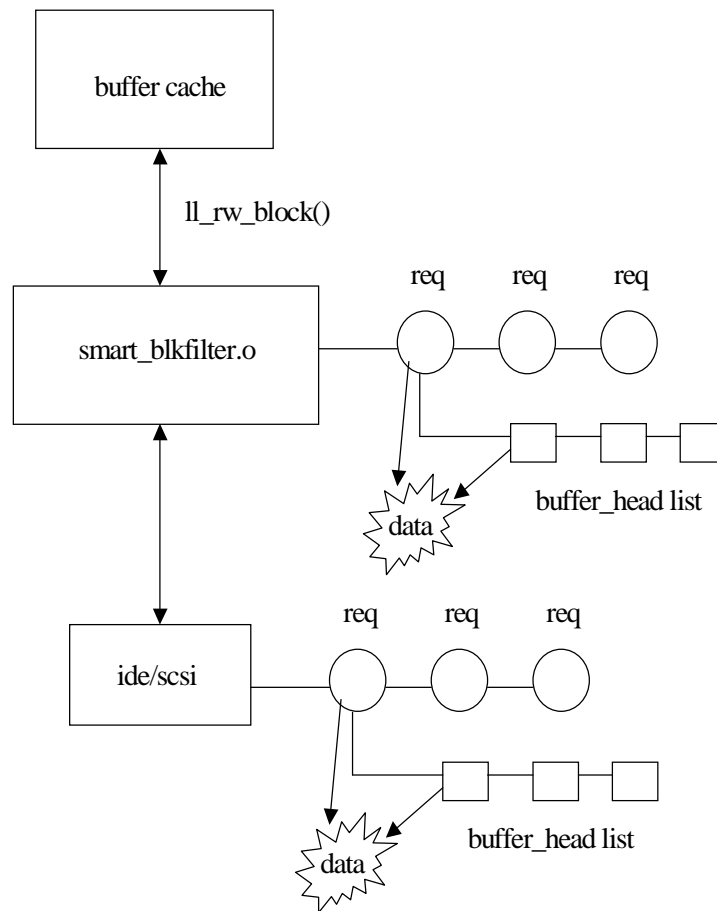 buffer cache
ll_rw_block()
req req req
smart_blkfilter.o
buffer_head list
data
req req req
ide/scsi
buffer_head list
data